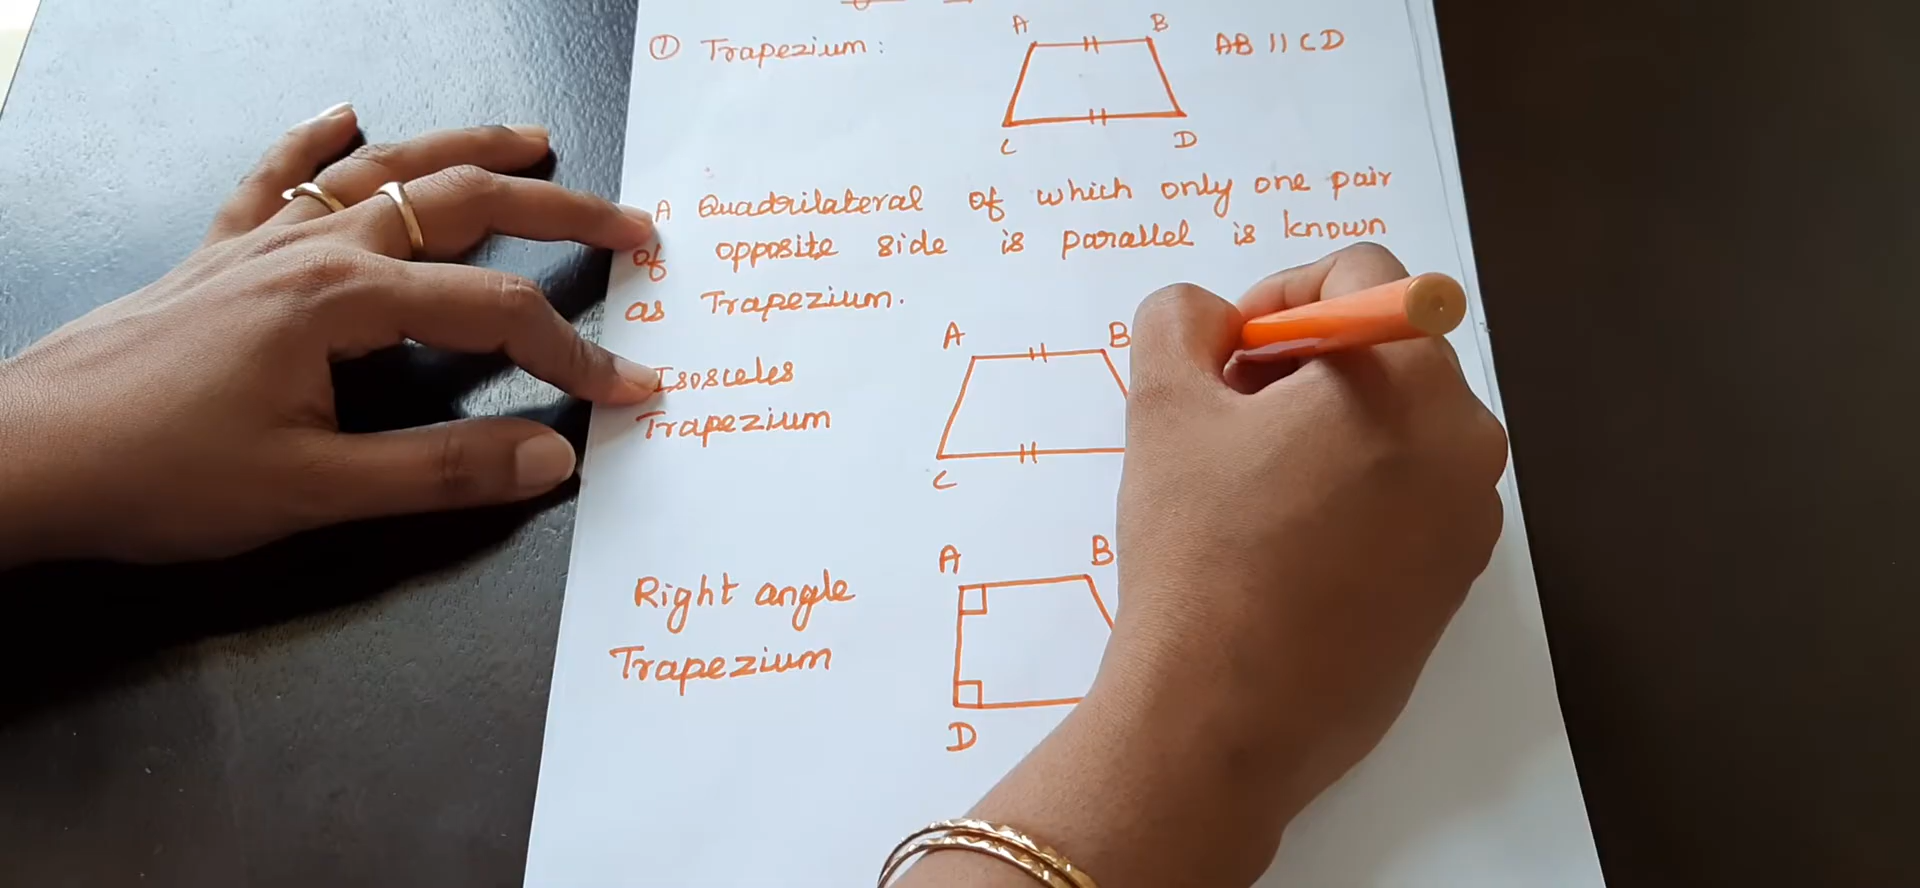 ① Trapezium:
A B
AB || CD
C D
A Quadrilateral of which only one pair
of opposite side is parallel is known
as Trapezium.
A B
Isosceles
Trapezium
C
A B
Right angle
Trapezium
D